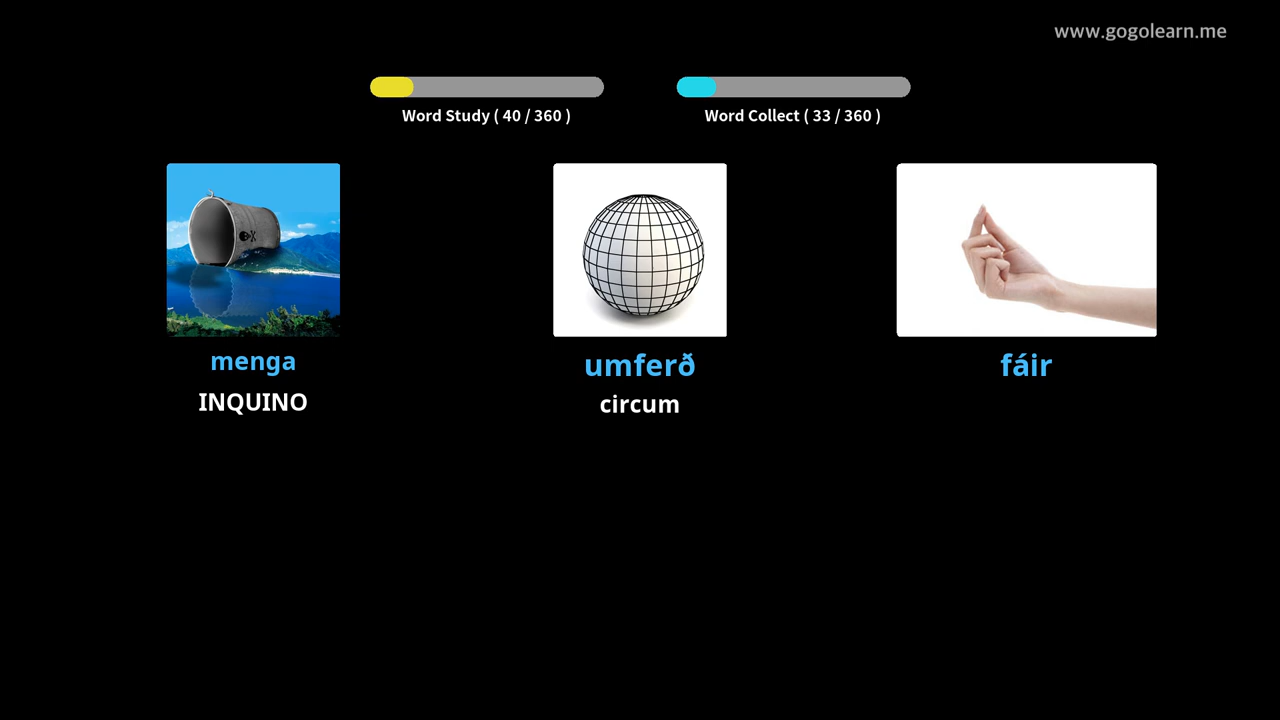 www.gogolearn.me
Word Study ( 40 / 360 )
Word Collect ( 33 / 360 )
menga
INQUINO
umferð
circum
fáir